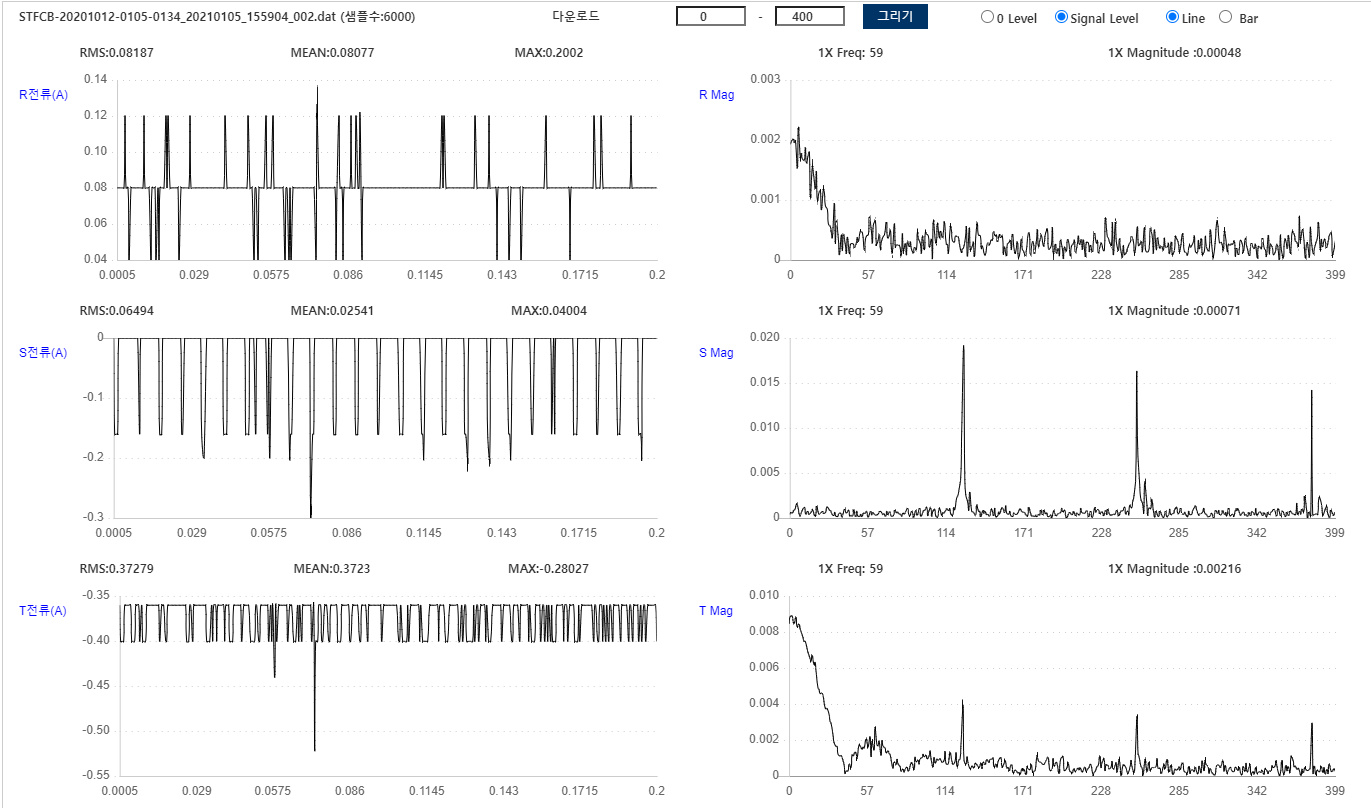 STFCB-20201012-0105-0134_20210105_155904_002.dat (샘플수:6000) 다운로드 0 - 400 그리기 0 Level Signal Level Line Bar
RMS:0.08187 MEAN:0.08077 MAX:0.2002 1X Freq: 59 1X Magnitude :0.00048
R전류(A)
0.14
0.12
0.10
0.08
0.06
0.04
0.0005 0.029 0.0575 0.086 0.1145 0.143 0.1715 0.2
R Mag
0.003
0.002
0.001
0
0 57 114 171 228 285 342 399
RMS:0.06494 MEAN:0.02541 MAX:0.04004 1X Freq: 59 1X Magnitude :0.00071
S전류(A)
0
-0.1
-0.2
-0.3
0.0005 0.029 0.0575 0.086 0.1145 0.143 0.1715 0.2
S Mag
0.020
0.015
0.010
0.005
0
0 57 114 171 228 285 342 399
RMS:0.37279 MEAN:0.3723 MAX:-0.28027 1X Freq: 59 1X Magnitude :0.00216
T전류(A)
-0.35
-0.40
-0.45
-0.50
-0.55
0.0005 0.029 0.0575 0.086 0.1145 0.143 0.1715 0.2
T Mag
0.010
0.008
0.006
0.004
0.002
0
0 57 114 171 228 285 342 399